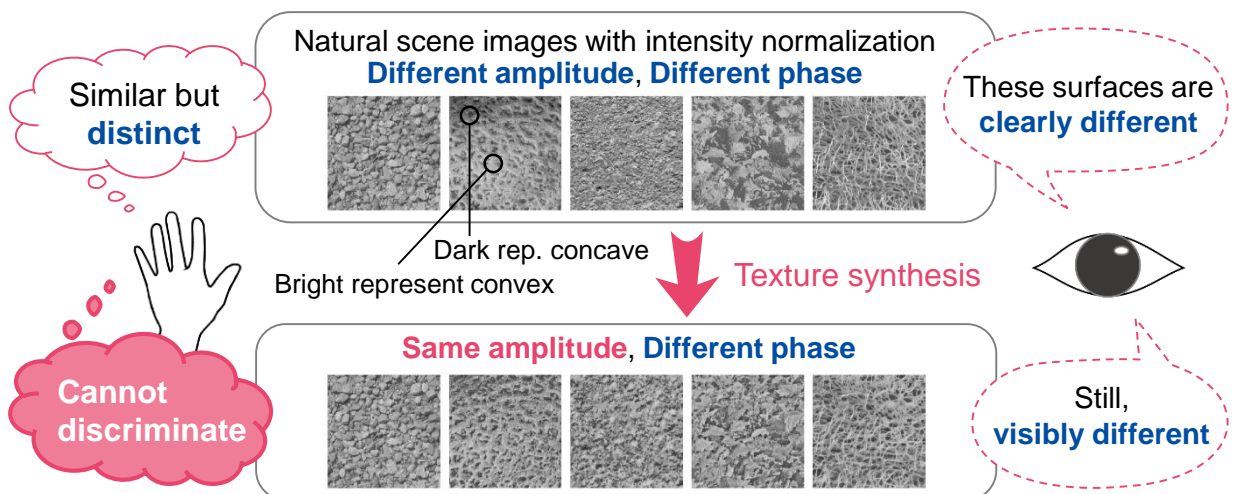 Natural scene images with intensity normalization
Different amplitude, Different phase
Similar but
distinct
These surfaces are
clearly different
Dark rep. concave
Bright represent convex
Texture synthesis
Same amplitude, Different phase
Cannot
discriminate
Still,
visibly different